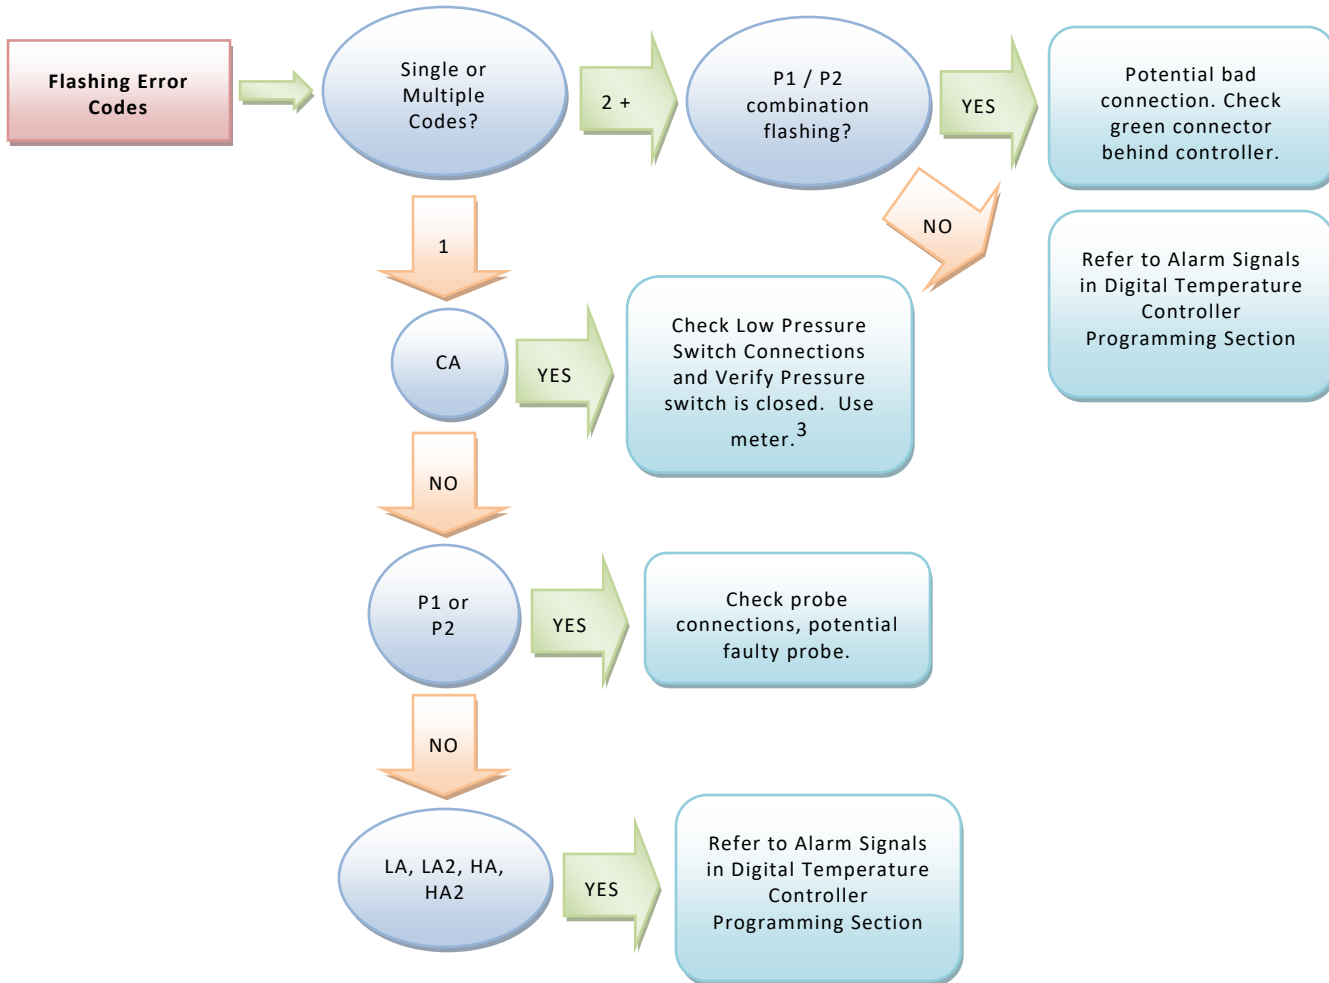 Flashing Error
Codes
Single or
Multiple
Codes?
2 +
P1 / P2
combination
flashing?
YES
Potential bad
connection. Check
green connector
behind controller.
NO
Refer to Alarm Signals
in Digital Temperature
Controller
Programming Section
1
CA
YES
Check Low Pressure
Switch Connections
and Verify Pressure
switch is closed.  Use
meter.3
NO
P1 or
P2
YES
Check probe
connections, potential
faulty probe.
NO
LA, LA2, HA,
HA2
YES
Refer to Alarm Signals
in Digital Temperature
Controller
Programming Section